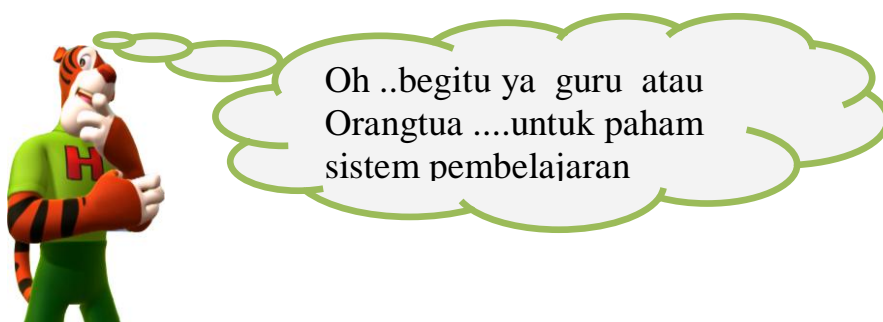 Oh ..begitu ya guru atau
Orangtua ....untuk paham
sistem pembelajaran
H